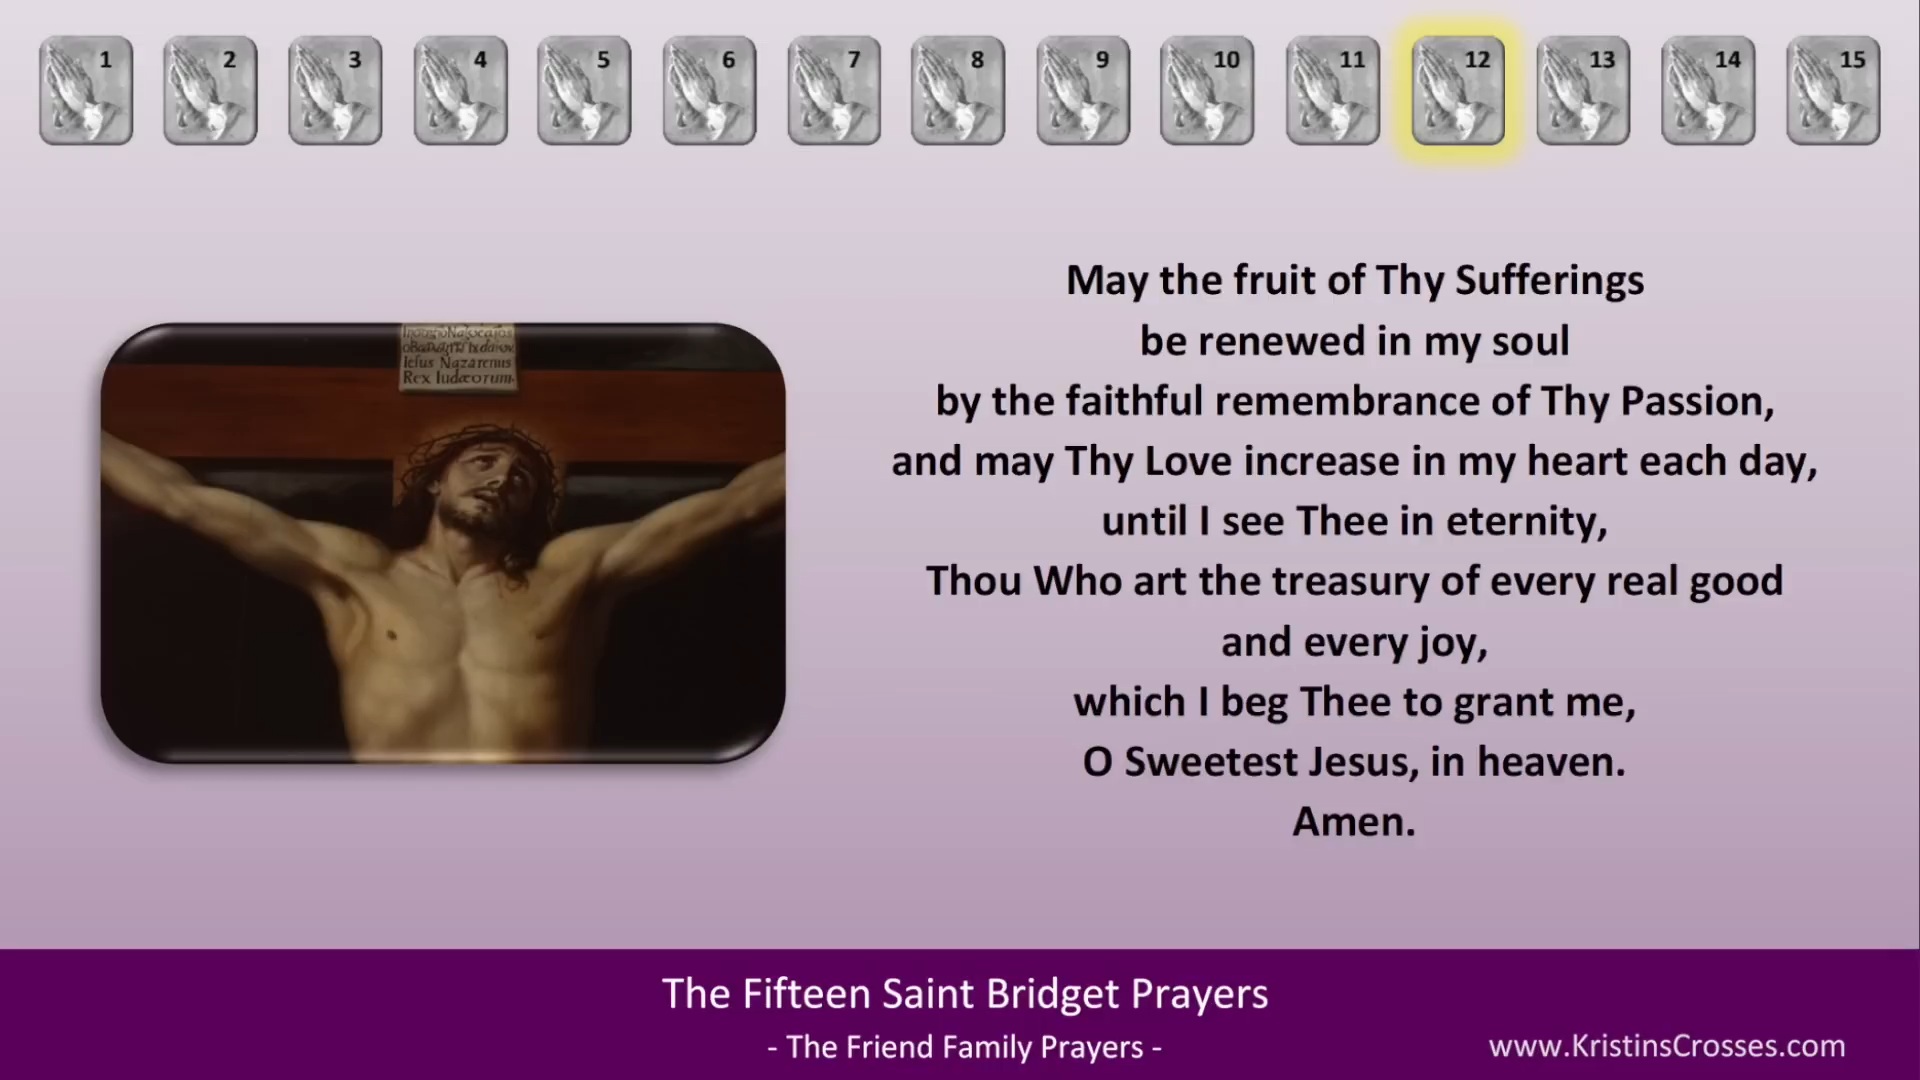 1 2 3 4 5 6 7 8 9 10 11 12 13 14 15
Iesus Nazarenus
Rex Iudæorum.
May the fruit of Thy Sufferings
be renewed in my soul
by the faithful remembrance of Thy Passion,
and may Thy Love increase in my heart each day,
until I see Thee in eternity,
Thou Who art the treasury of every real good
and every joy,
which I beg Thee to grant me,
O Sweetest Jesus, in heaven.
Amen.
The Fifteen Saint Bridget Prayers
- The Friend Family Prayers -
www.KristinsCrosses.com